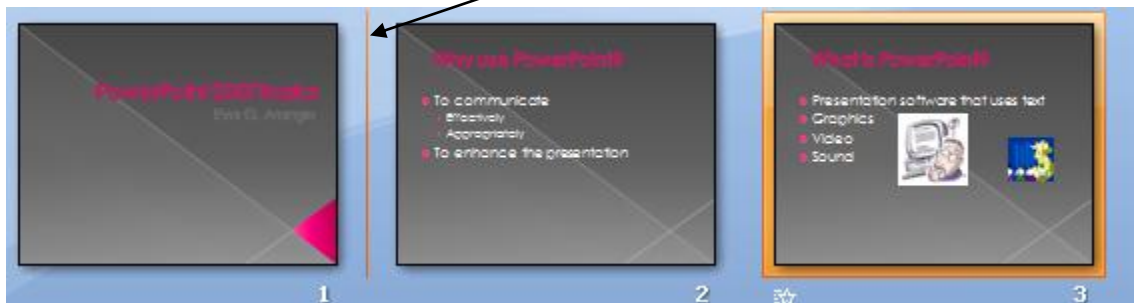 PowerPoint 2007 Basics
Why use PowerPoint?
To communicate
Effectively
Appropriately
To enhance the presentation
What is PowerPoint?
Presentation software that uses text
Graphics
Video
Sound
1
2
3